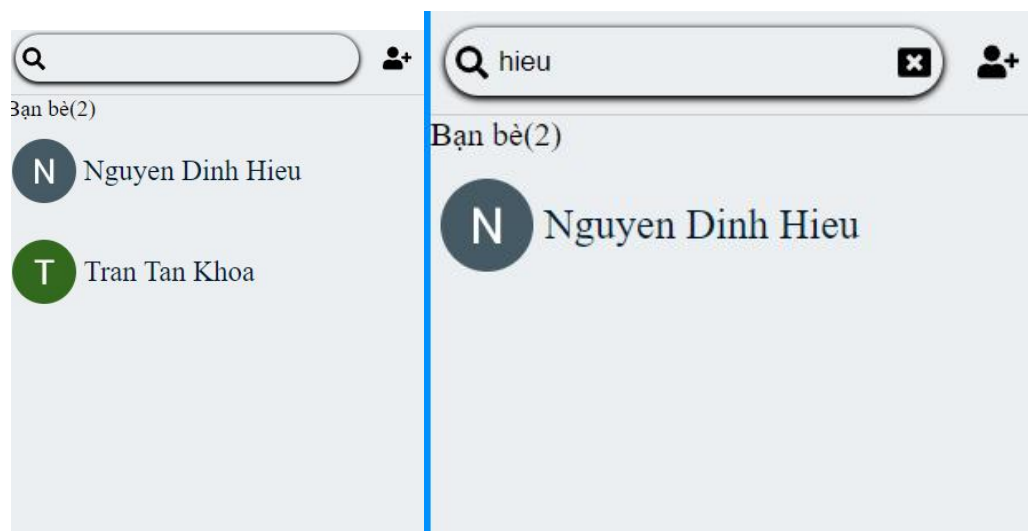 Bạn bè(2)
N Nguyen Dinh Hieu
T Tran Tan Khoa
hieu
Bạn bè(2)
N Nguyen Dinh Hieu